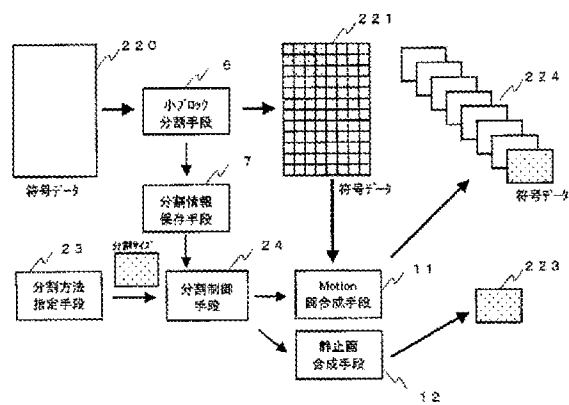 ２２０
６
２２１
２２４
小ブロック
分割手段
符号データ
符号データ
符号データ
７
分割情報
保存手段
２３
分割サイズ
２４
分割方法
指定手段
分割制御
手段
Motion
画合成手段
１１
２２３
静止画
合成手段
１２